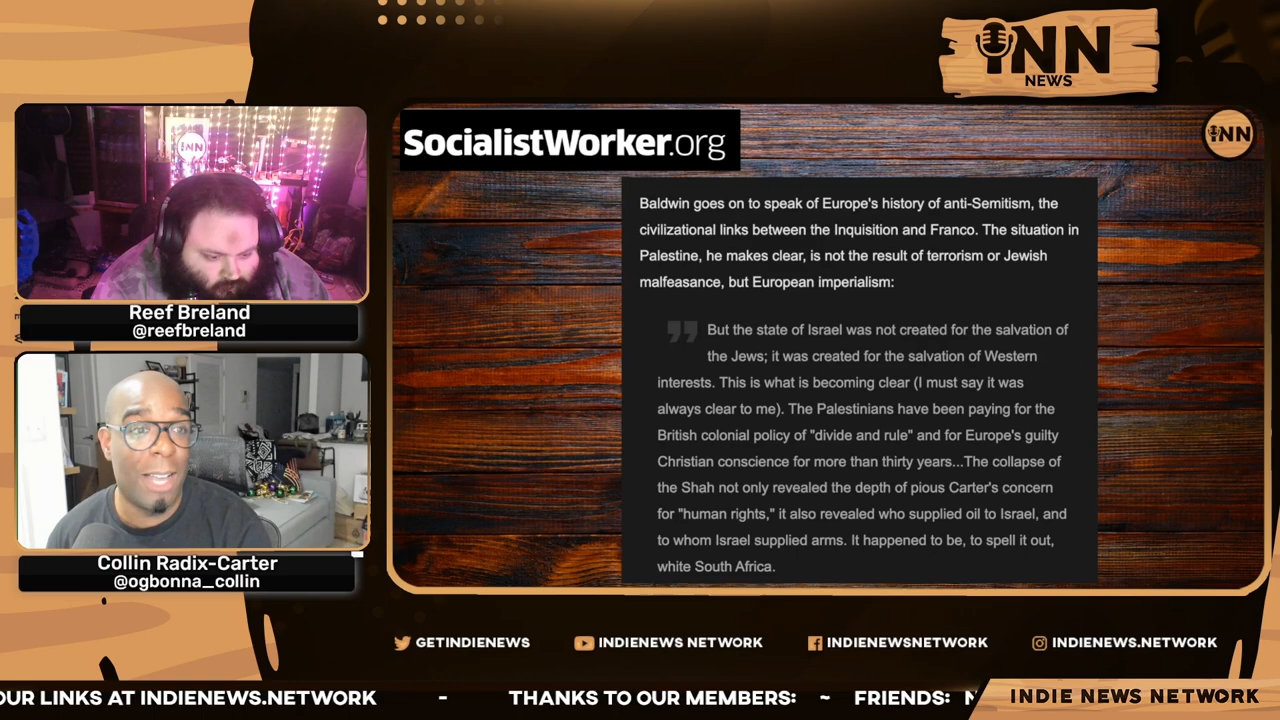 iNN
NEWS
SocialistWorker.org
iNN
Baldwin goes on to speak of Europe's history of anti-Semitism, the
civilizational links between the Inquisition and Franco. The situation in
Palestine, he makes clear, is not the result of terrorism or Jewish
malfeasance, but European imperialism:
But the state of Israel was not created for the salvation of
the Jews; it was created for the salvation of Western
interests. This is what is becoming clear (I must say it was
always clear to me). The Palestinians have been paying for the
British colonial policy of "divide and rule" and for Europe's guilty
Christian conscience for more than thirty years...The collapse of
the Shah not only revealed the depth of pious Carter's concern
for "human rights," it also revealed who supplied oil to Israel, and
to whom Israel supplied arms. It happened to be, to spell it out,
white South Africa.
iNN
Reef Breland
@reefbreland
Collin Radix-Carter
@ogbonna_collin
GETINDIENEWS
INDIENEWS NETWORK
INDIENEWSNETWORK
INDIENEWS.NETWORK
OUR LINKS AT INDIENEWS.NETWORK - THANKS TO OUR MEMBERS: ~ FRIENDS:
INDIE NEWS NETWORK